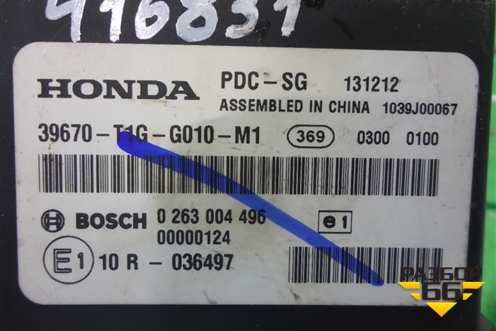 416831
HONDA PDC-SG 131212
ASSEMBLED IN CHINA 1039J00067
39670-T1G-G010-M1 369 0300 0100
BOSCH 0 263 004 496 e1
00000124
E1 10 R - 036497
РАЗБОР
66